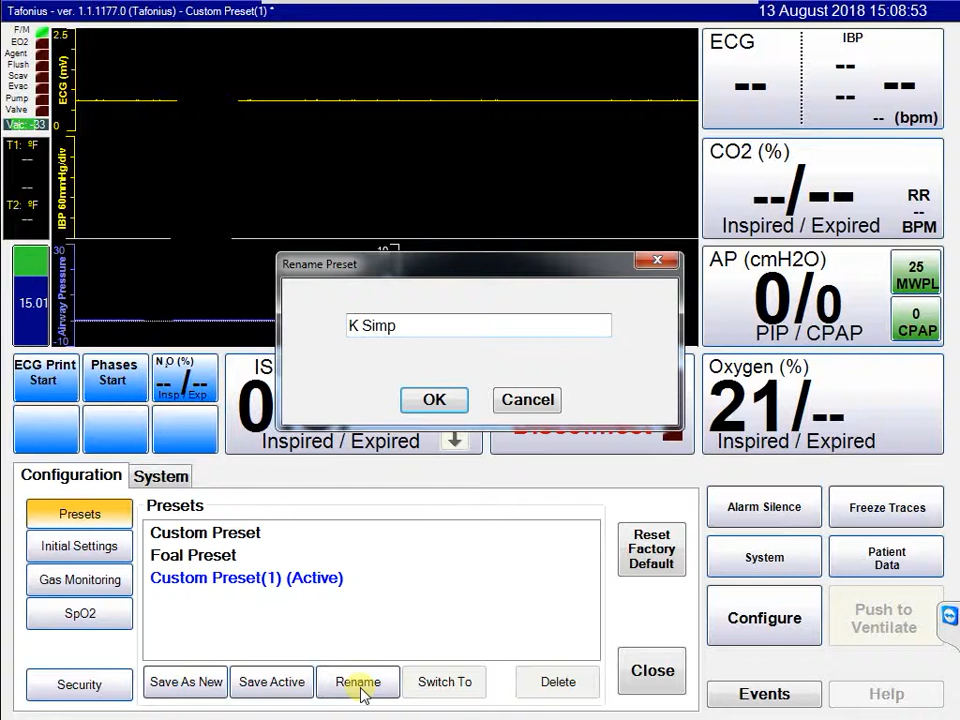 Tafonius - ver. 1.1.1177.0 (Tafonius) - Custom Preset(1) *
13 August 2018 15:08:53
F/M
EO2
Agent
Flush
Scav
Evac
Pump
Valve
Vac: -33
T1: ºF
--
--
T2: ºF
--
2.5
ECG (mV)
0
IBP 60mmHg/div
30
Airway Pressure
-10
15.01
10
ECG
--
IBP
--
--
--
-- (bpm)
CO2 (%)
--/--
Inspired / Expired
RR
--
BPM
AP (cmH2O)
0/0
PIP / CPAP
25
MWPL
0
CPAP
Rename Preset
x
K Simp
OK
Cancel
ECG Print
Start
Phases
Start
N2O (%)
--/--
Insp / Exp
Inspired / Expired
Oxygen (%)
21/--
Inspired / Expired
Configuration
System
Presets
Initial Settings
Gas Monitoring
SpO2
Security
Presets
Custom Preset
Foal Preset
Custom Preset(1) (Active)
Save As New
Save Active
Rename
Switch To
Delete
Reset
Factory
Default
Close
Alarm Silence
Freeze Traces
System
Patient
Data
Configure
Push to
Ventilate
Events
Help